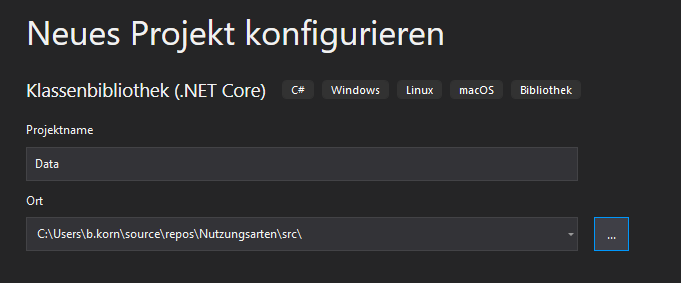 Neues Projekt konfigurieren
Klassenbibliothek (.NET Core) C# Windows Linux macOS Bibliothek
Projektname
Data
Ort
C:\Users\b.korn\source\repos\Nutzungsarten\src\ ...